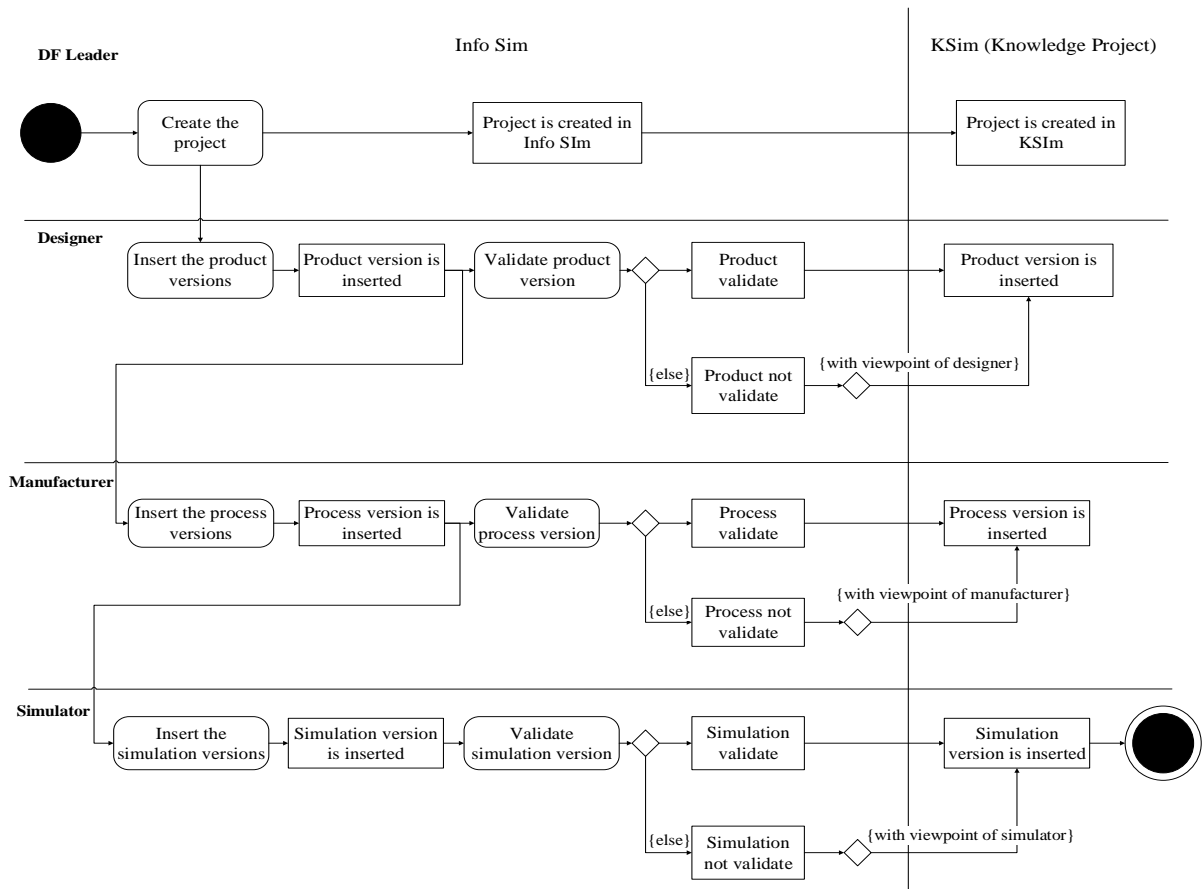 Info Sim
KSim (Knowledge Project)
DF Leader
Create the
project
Project is created in
Info SIm
Project is created in
KSIm
Designer
Insert the product
versions
Product version is
inserted
Validate product
version
Product
validate
Product version is
inserted
{else}
Product not
validate
{with viewpoint of designer}
Manufacturer
Insert the process
versions
Process version is
inserted
Validate
process version
Process
validate
Process version is
inserted
{else}
Process not
validate
{with viewpoint of manufacturer}
Simulator
Insert the
simulation versions
Simulation version
is inserted
Validate
simulation version
Simulation
validate
Simulation
version is inserted
{else}
Simulation
not validate
{with viewpoint of simulator}